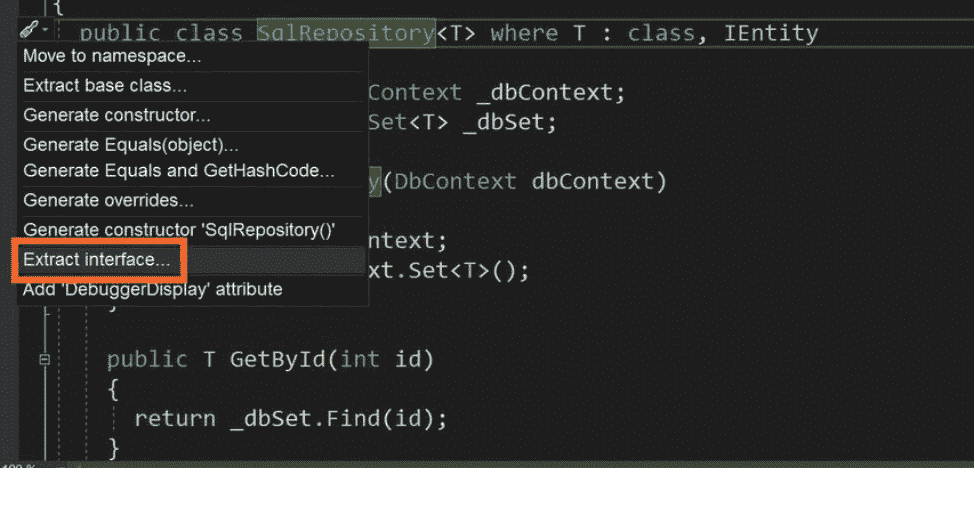 {
public class SqlRepository<T> where T : class, IEntity
Move to namespace...
Extract base class...
Context _dbContext;
Generate constructor...
Set<T> _dbSet;
Generate Equals(object)...
Generate Equals and GetHashCode...
y(DbContext dbContext)
Generate overrides...
Generate constructor 'SqlRepository()'
ntext;
Extract interface...
xt.Set<T>();
Add 'DebuggerDisplay' attribute
}
public T GetById(int id)
{
return _dbSet.Find(id);
}